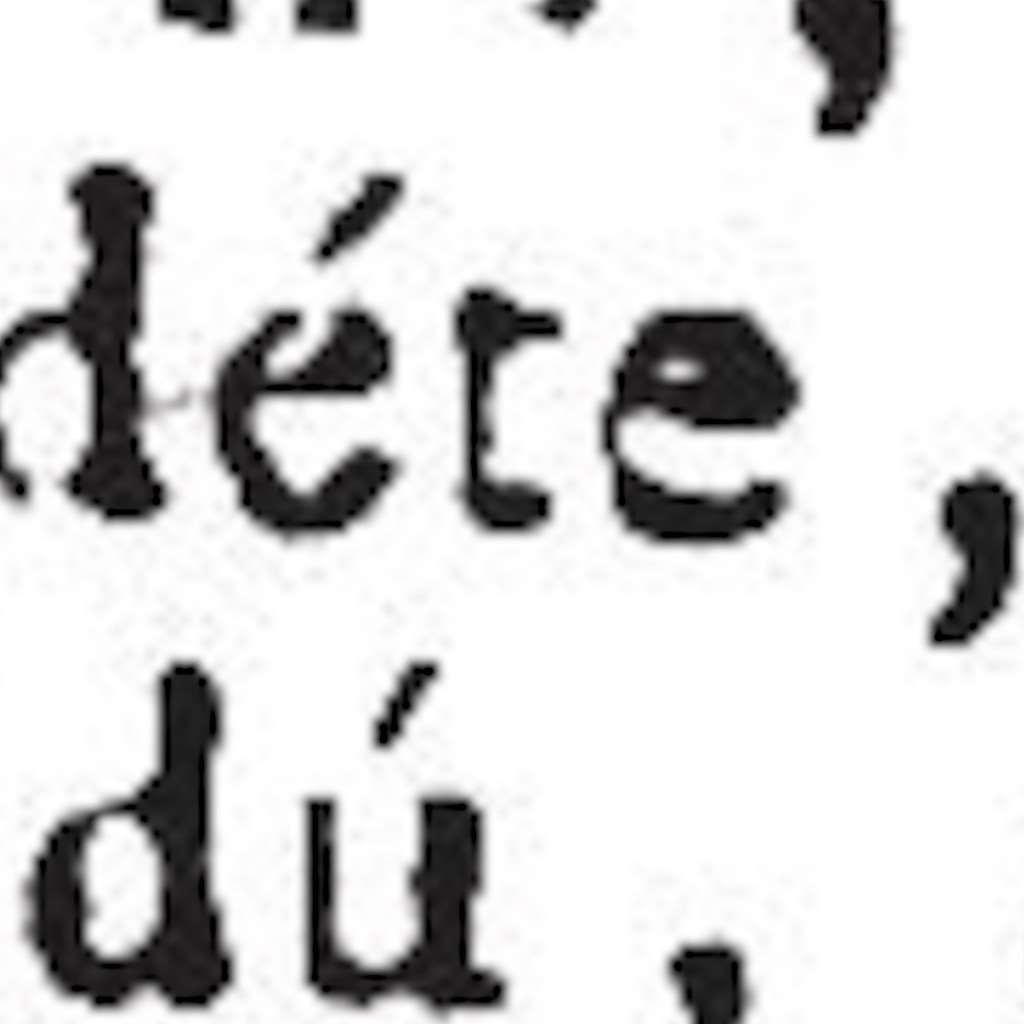 déte ,
dú ,